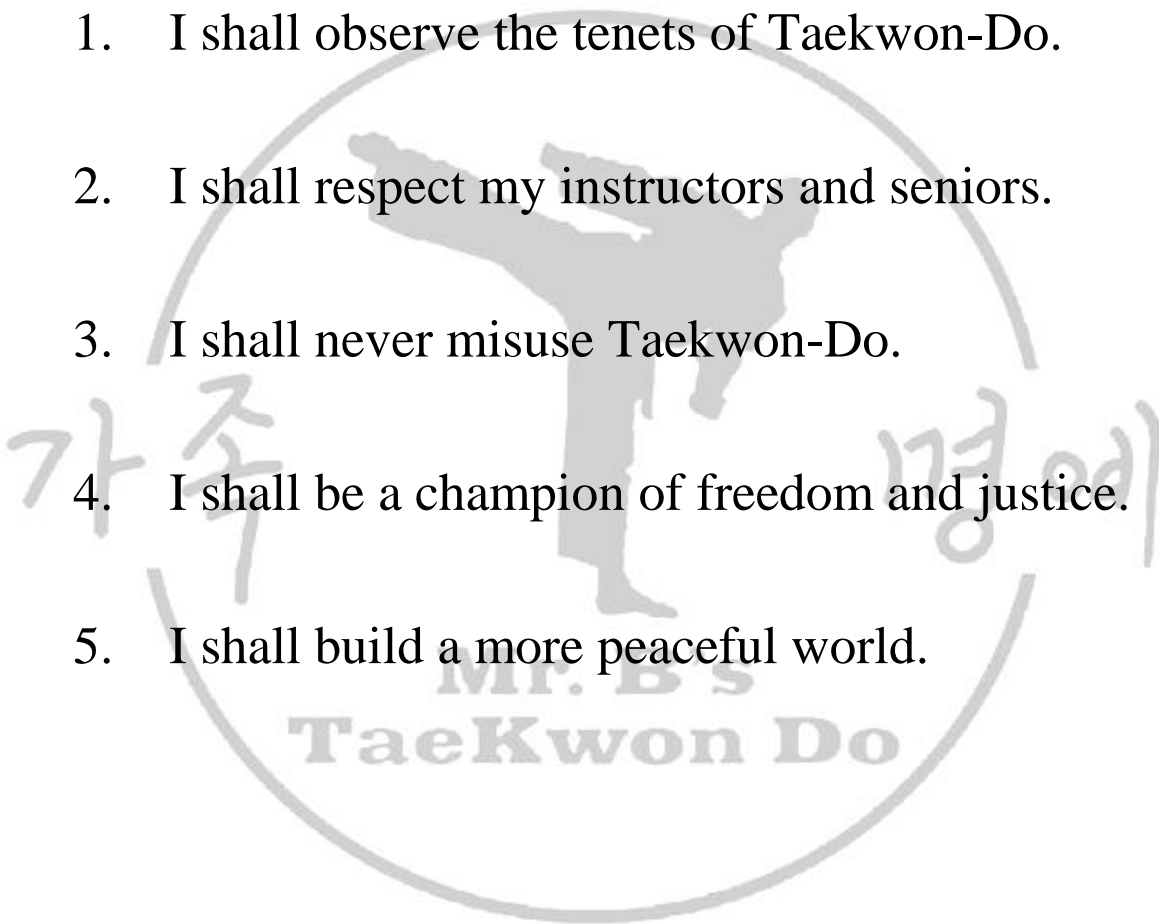 1. I shall observe the tenets of Taekwon-Do.
2. I shall respect my instructors and seniors.
3. I shall never misuse Taekwon-Do.
가족 명예
4. I shall be a champion of freedom and justice.
5. I shall build a more peaceful world.
Mr. B's
TaeKwon Do